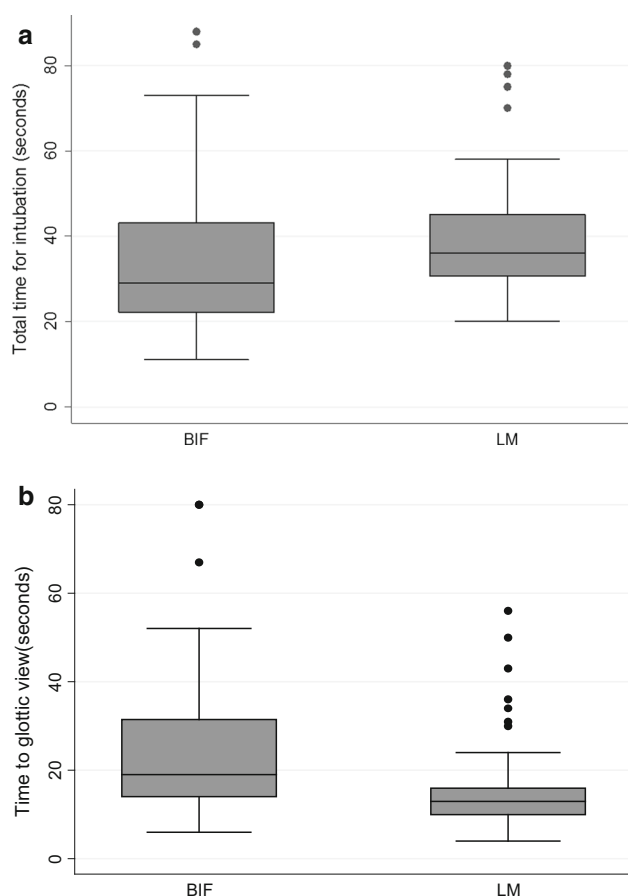 a
Total time for intubation (seconds)
80
60
40
20
0
BIF
LM
b
Time to glottic view(seconds)
80
60
40
20
0
BIF
LM